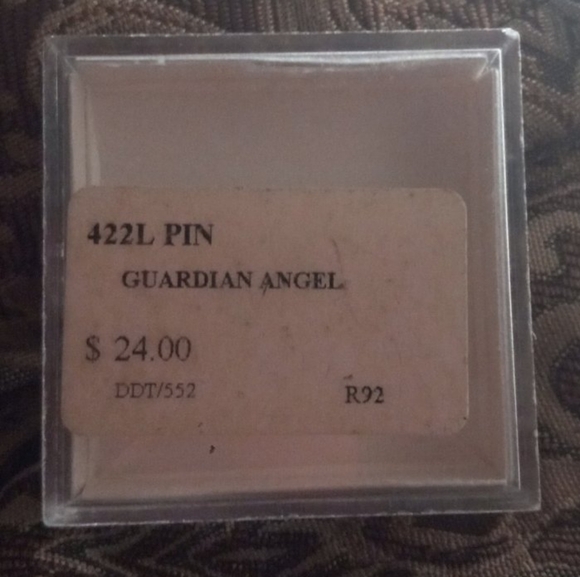 422L PIN
GUARDIAN ANGEL
$ 24.00
DDT/552 R92